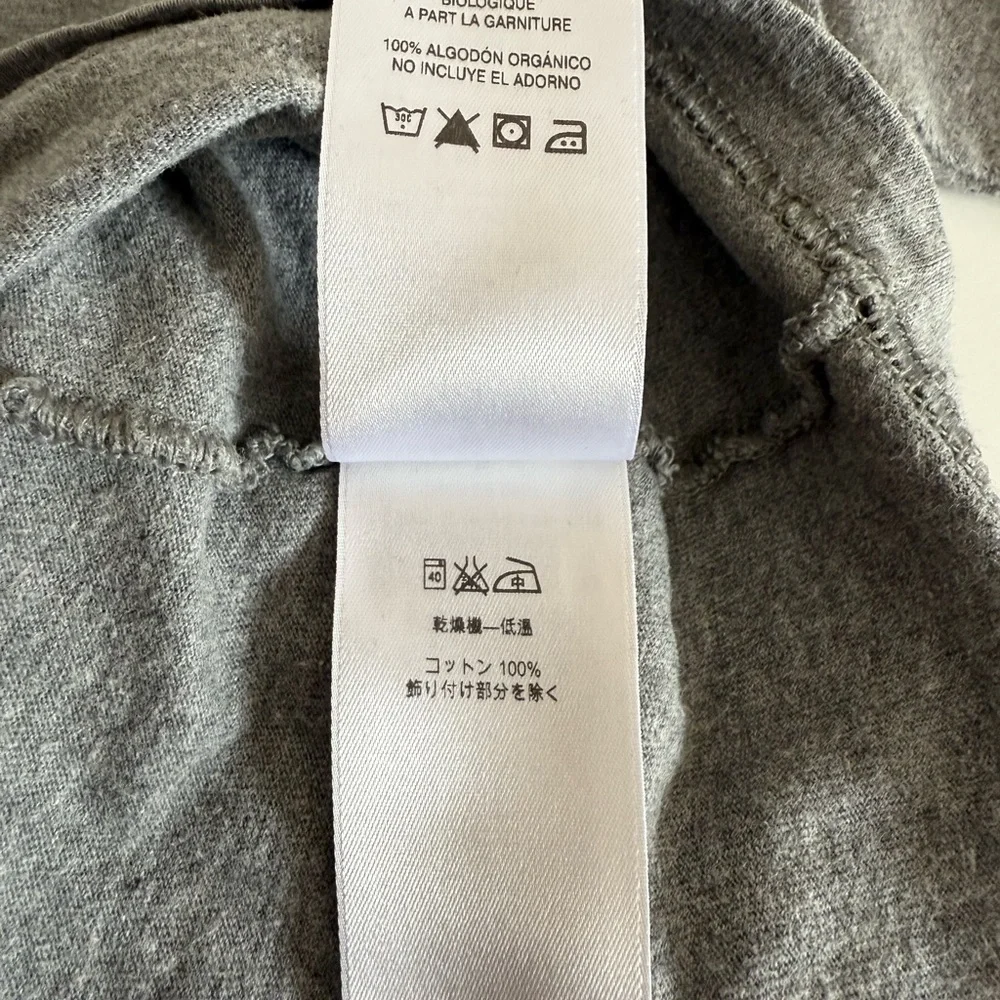 BIOLOGIQUE
A PART LA GARNITURE
100% ALGODÓN ORGÁNICO
NO INCLUYE EL ADORNO
30C
40
中
乾燥機—低温
コットン 100%
飾り付け部分を除く